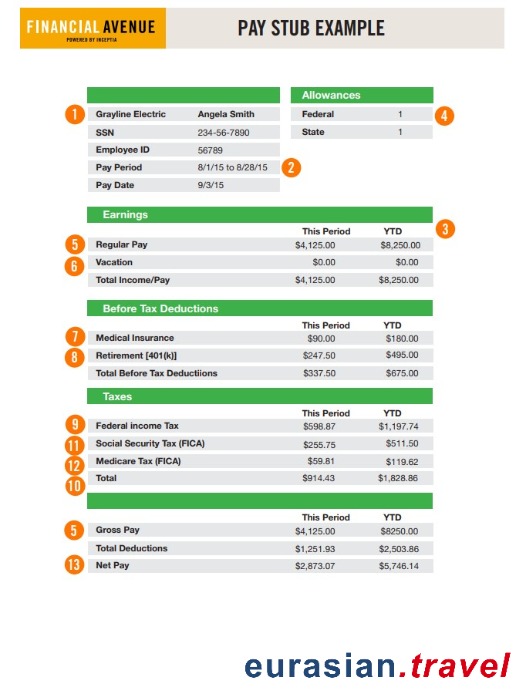 FINANCIAL AVENUE
POWERED BY INCEPTIA
PAY STUB EXAMPLE
Allowances
1 Grayline Electric Angela Smith Federal 1 4
SSN 234-56-7890 State 1
Employee ID 56789
Pay Period 8/1/15 to 8/28/15 2
Pay Date 9/3/15
Earnings
This Period YTD 3
5 Regular Pay $4,125.00 $8,250.00
6 Vacation $0.00 $0.00
Total Income/Pay $4,125.00 $8,250.00
Before Tax Deductions
This Period YTD
7 Medical Insurance $90.00 $180.00
8 Retirement [401(k)] $247.50 $495.00
Total Before Tax Deductiions $337.50 $675.00
Taxes
This Period YTD
9 Federal income Tax $598.87 $1,197.74
11 Social Security Tax (FICA) $255.75 $511.50
12 Medicare Tax (FICA) $59.81 $119.62
10 Total $914.43 $1,828.86
This Period YTD
5 Gross Pay $4,125.00 $8250.00
Total Deductions $1,251.93 $2,503.86
13 Net Pay $2,873.07 $5,746.14
eurasian.travel